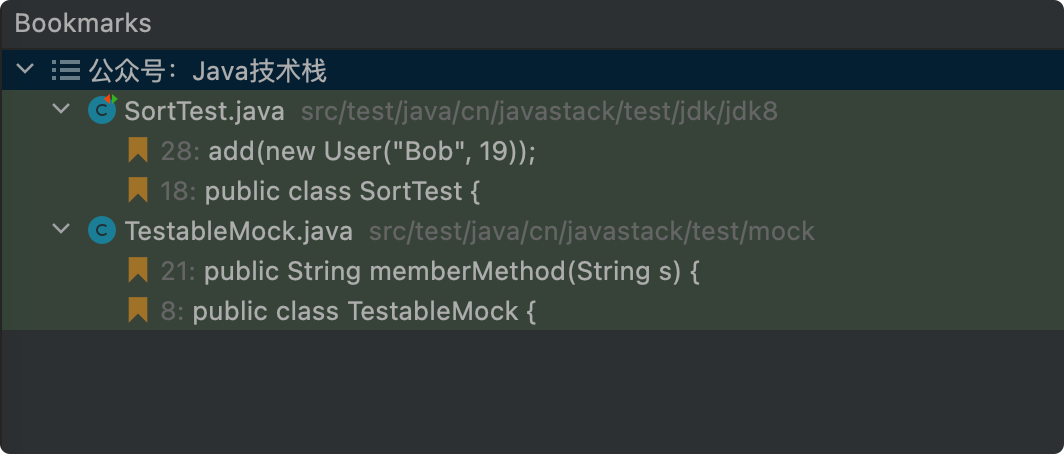 Bookmarks
公众号：Java技术栈
SortTest.java src/test/java/cn/javastack/test/jdk/jdk8
28: add(new User("Bob", 19));
18: public class SortTest {
TestableMock.java src/test/java/cn/javastack/test/mock
21: public String memberMethod(String s) {
8: public class TestableMock {